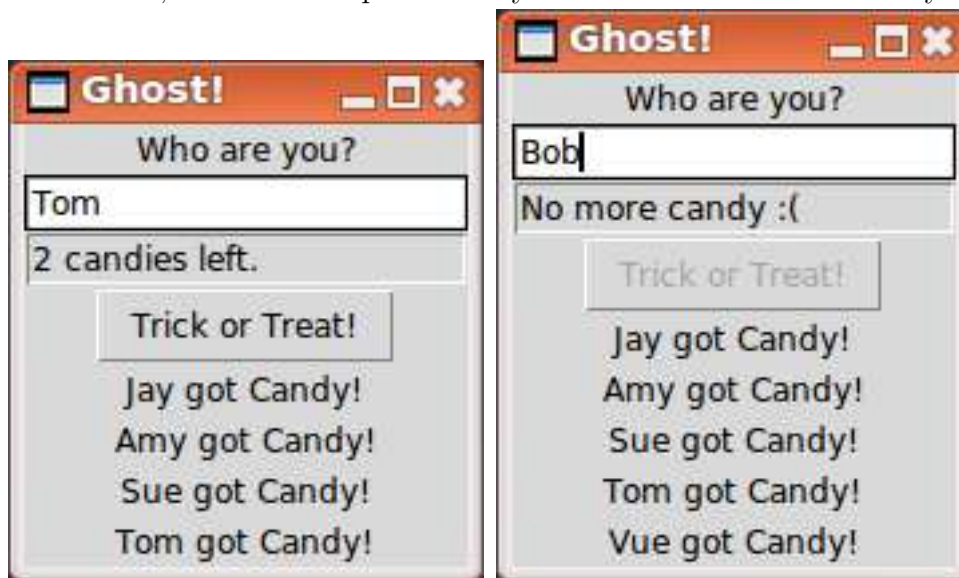 Ghost!
Who are you?
Tom
2 candies left.
Trick or Treat!
Jay got Candy!
Amy got Candy!
Sue got Candy!
Tom got Candy!
Ghost!
Who are you?
Bob
No more candy :(
Trick or Treat!
Jay got Candy!
Amy got Candy!
Sue got Candy!
Tom got Candy!
Vue got Candy!